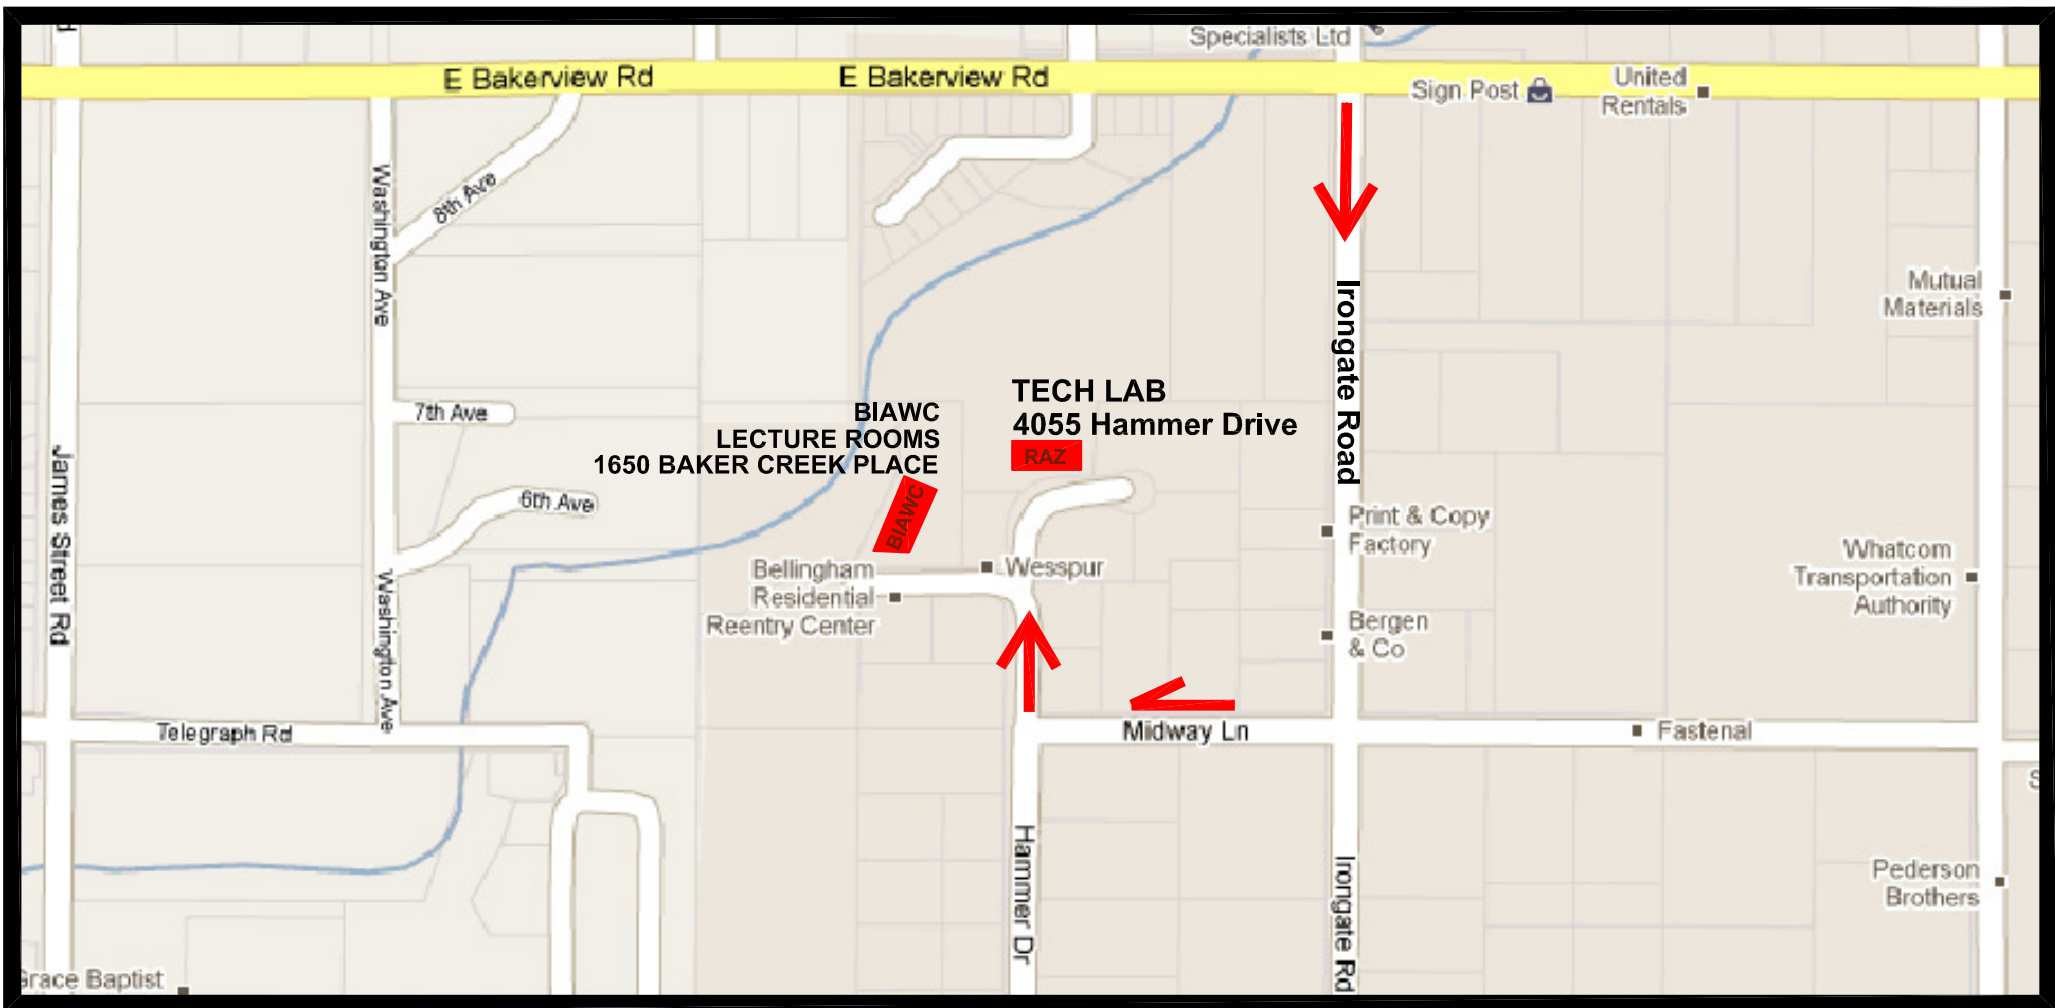 Specialists Ltd
E Bakerview Rd
E Bakerview Rd
Sign Post
United
Rentals
Washington Ave
8th Ave
Irongate Road
Mutual
Materials
TECH LAB
4055 Hammer Drive
RAZ
BIAWC
LECTURE ROOMS
1650 BAKER CREEK PLACE
BIAWC
7th Ave
6th Ave
James Street Rd
Print & Copy
Factory
Whatcom
Transportation
Authority
Wesspur
Bellingham
Residential
Reentry Center
Bergen
& Co
Washington Ave
Telegraph Rd
Midway Ln
Fastenal
Hammer Dr
Irongate Rd
Pederson
Brothers
Grace Baptist